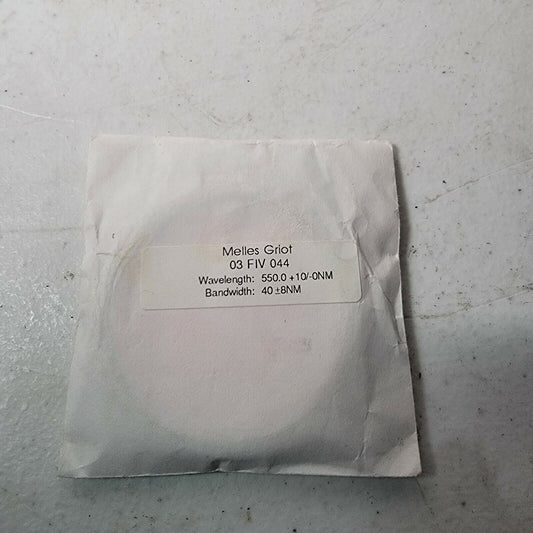 Melles Griot
03 FIV 044
Wavelength: 550.0 +10/-0NM
Bandwidth: 40 ±8NM